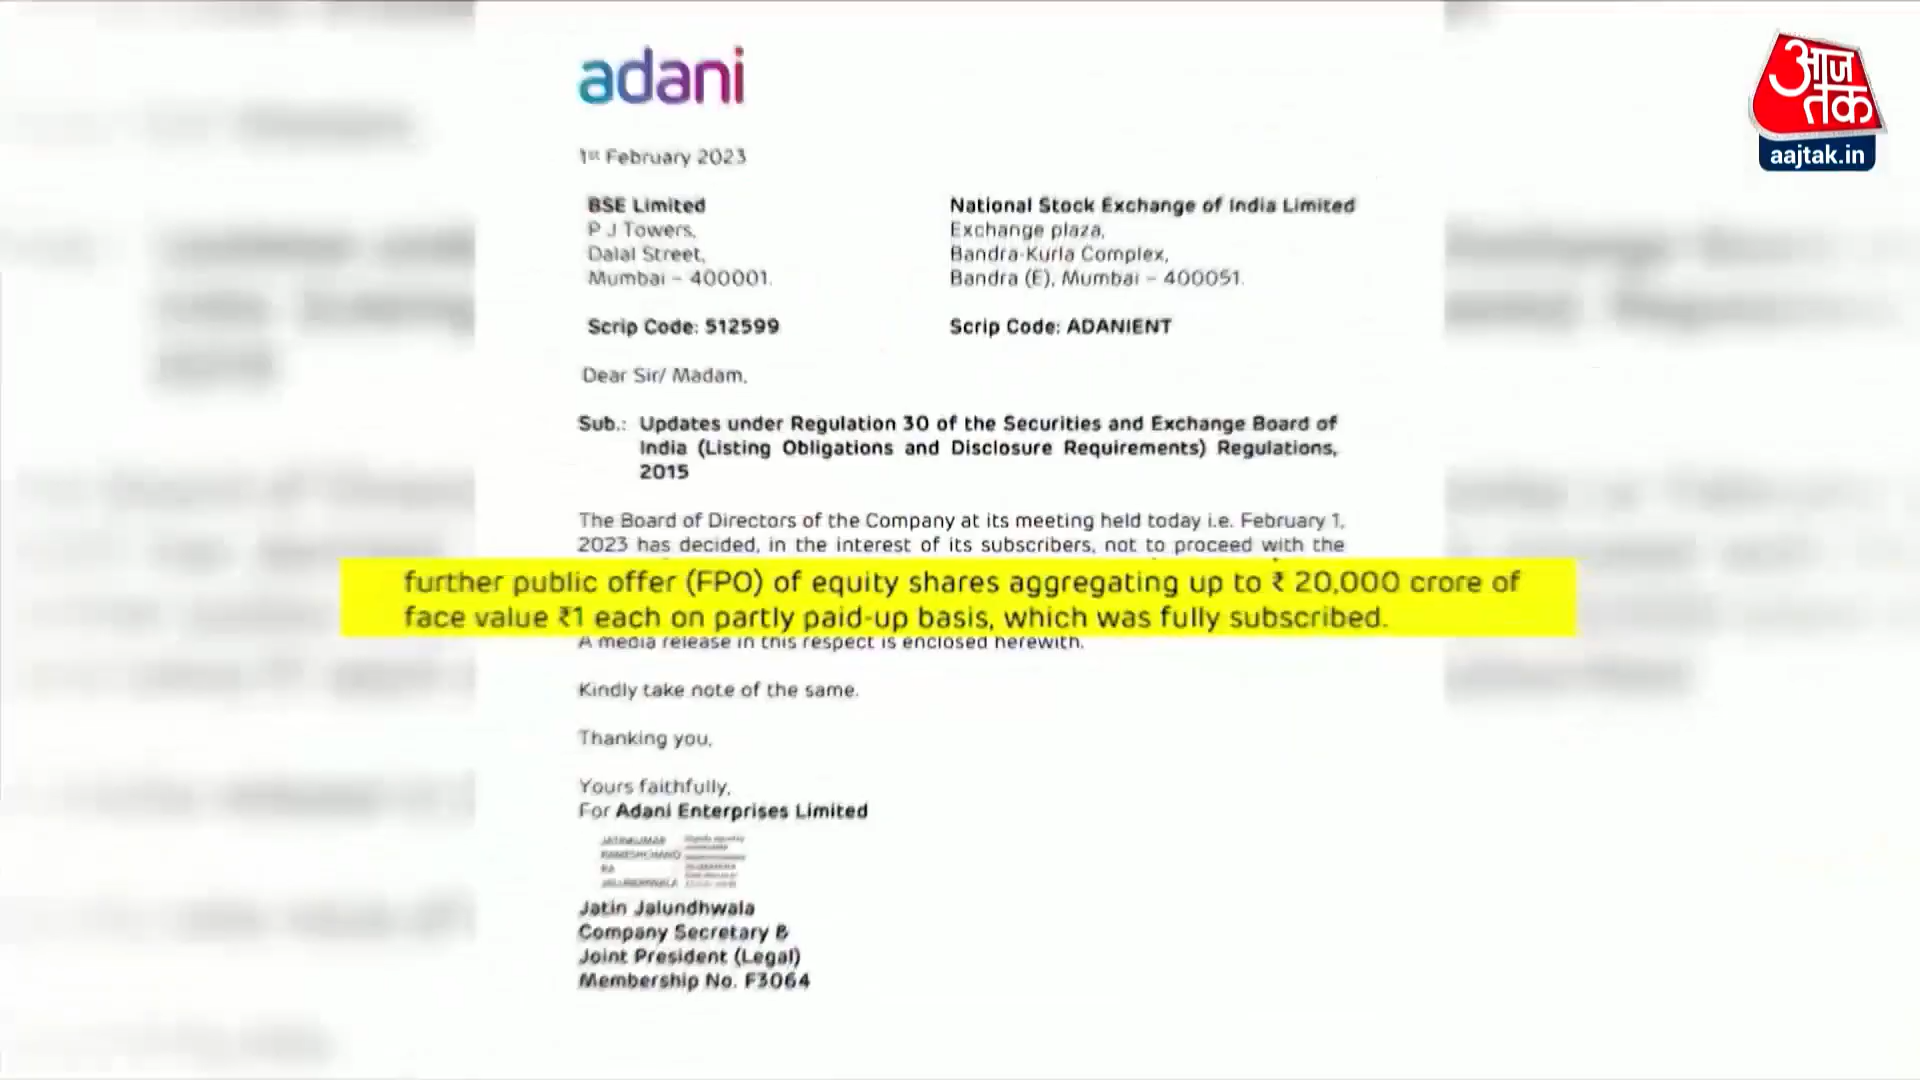 adani
आज
तक
aajtak.in
1st February 2023
BSE Limited
P J Towers,
Dalal Street,
Mumbai – 400001.
National Stock Exchange of India Limited
Exchange plaza,
Bandra-Kurla Complex,
Bandra (E), Mumbai – 400051.
Scrip Code: 512599
Scrip Code: ADANIENT
Dear Sir/ Madam,
Sub.: Updates under Regulation 30 of the Securities and Exchange Board of
India (Listing Obligations and Disclosure Requirements) Regulations,
2015
The Board of Directors of the Company at its meeting held today i.e. February 1,
2023 has decided, in the interest of its subscribers, not to proceed with the
further public offer (FPO) of equity shares aggregating up to ₹ 20,000 crore of
face value ₹1 each on partly paid-up basis, which was fully subscribed.
A media release in this respect is enclosed herewith.
Kindly take note of the same.
Thanking you,
Yours faithfully,
For Adani Enterprises Limited
Jatin Jalundhwala
Company Secretary &
Joint President (Legal)
Membership No. F3064